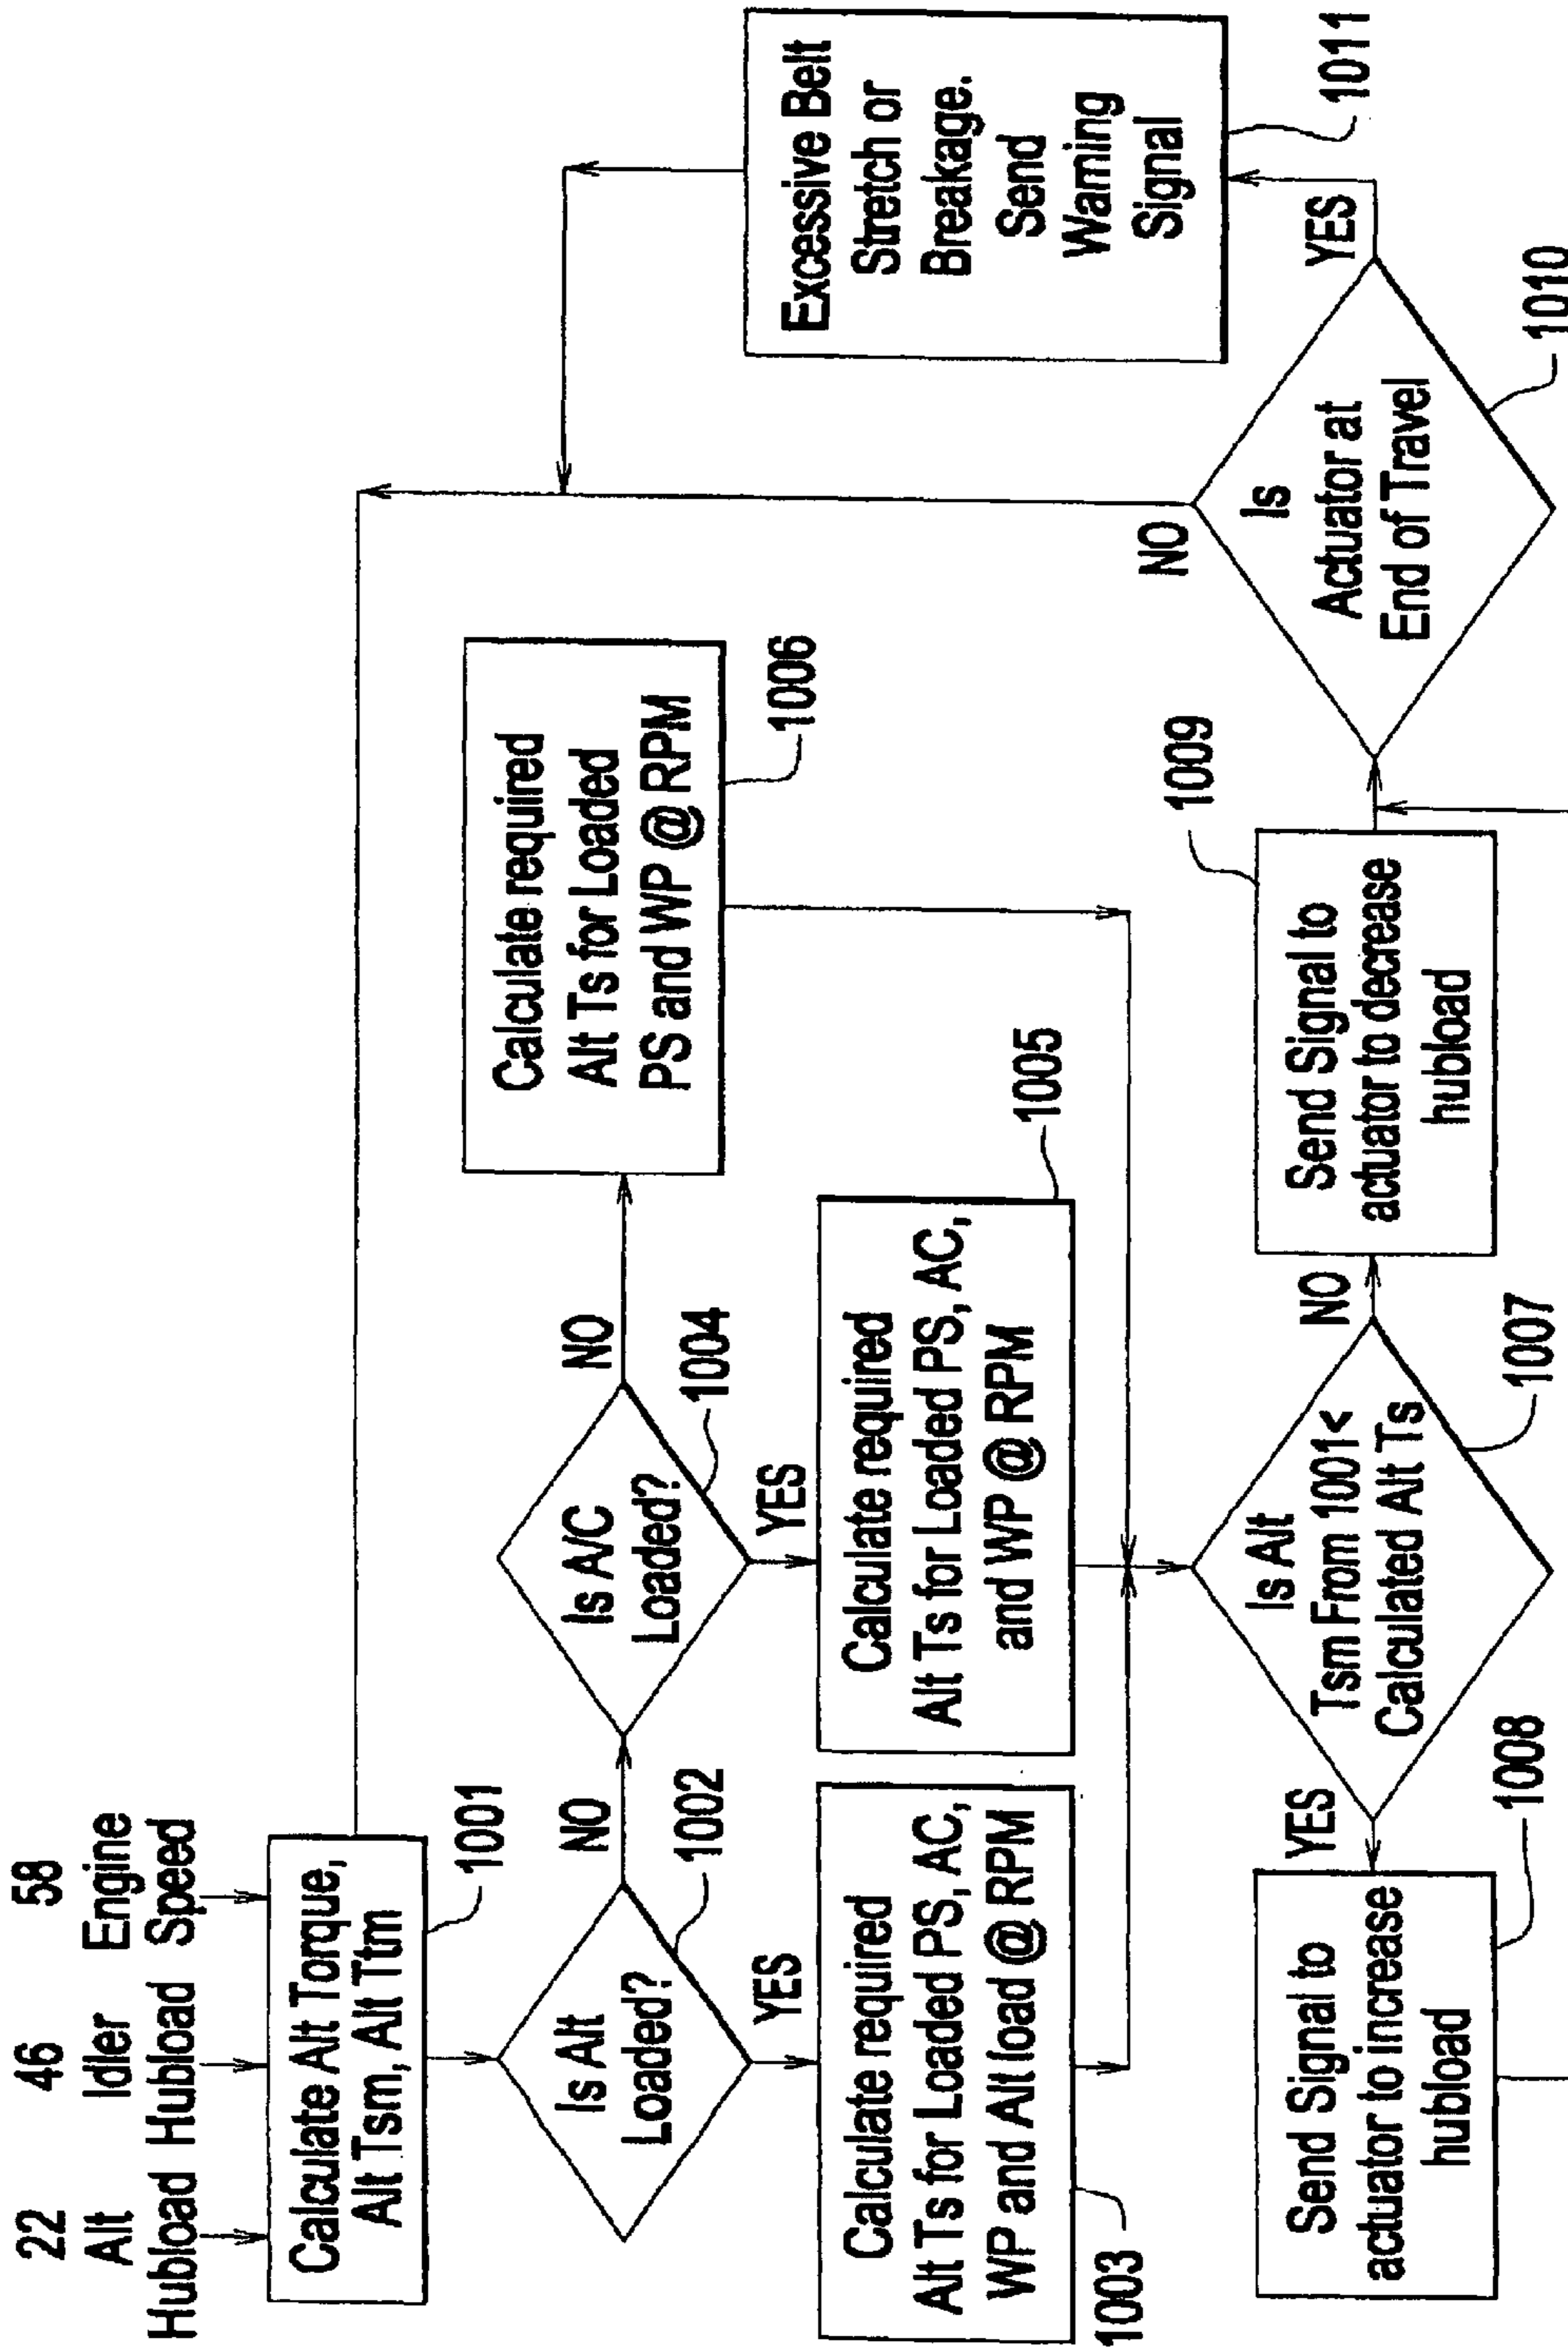 22
Alt
Hubload
46
Idler
Hubload
58
Engine
Speed
Calculate Alt Torque,
Alt Tsm, Alt Ttm
1001
Is Alt
Loaded?
1002
NO
YES
Is A/C
Loaded?
1004
NO
YES
Calculate required
Alt Ts for Loaded
PS and WP @ RPM
1006
Calculate required
Alt Ts for Loaded PS, AC,
WP and Alt load @ RPM
1003
Calculate required
Alt Ts for Loaded PS, AC,
and WP @ RPM
1005
Is Alt
Tsm From 1001<
Calculated Alt Ts
1007
YES
NO
Send Signal to
actuator to increase
hubload
1008
Send Signal to
actuator to decrease
hubload
1009
Is
Actuator at
End of Travel
1010
NO
YES
Excessive Belt
Stretch or
Breakage.
Send
Warning
Signal
1011